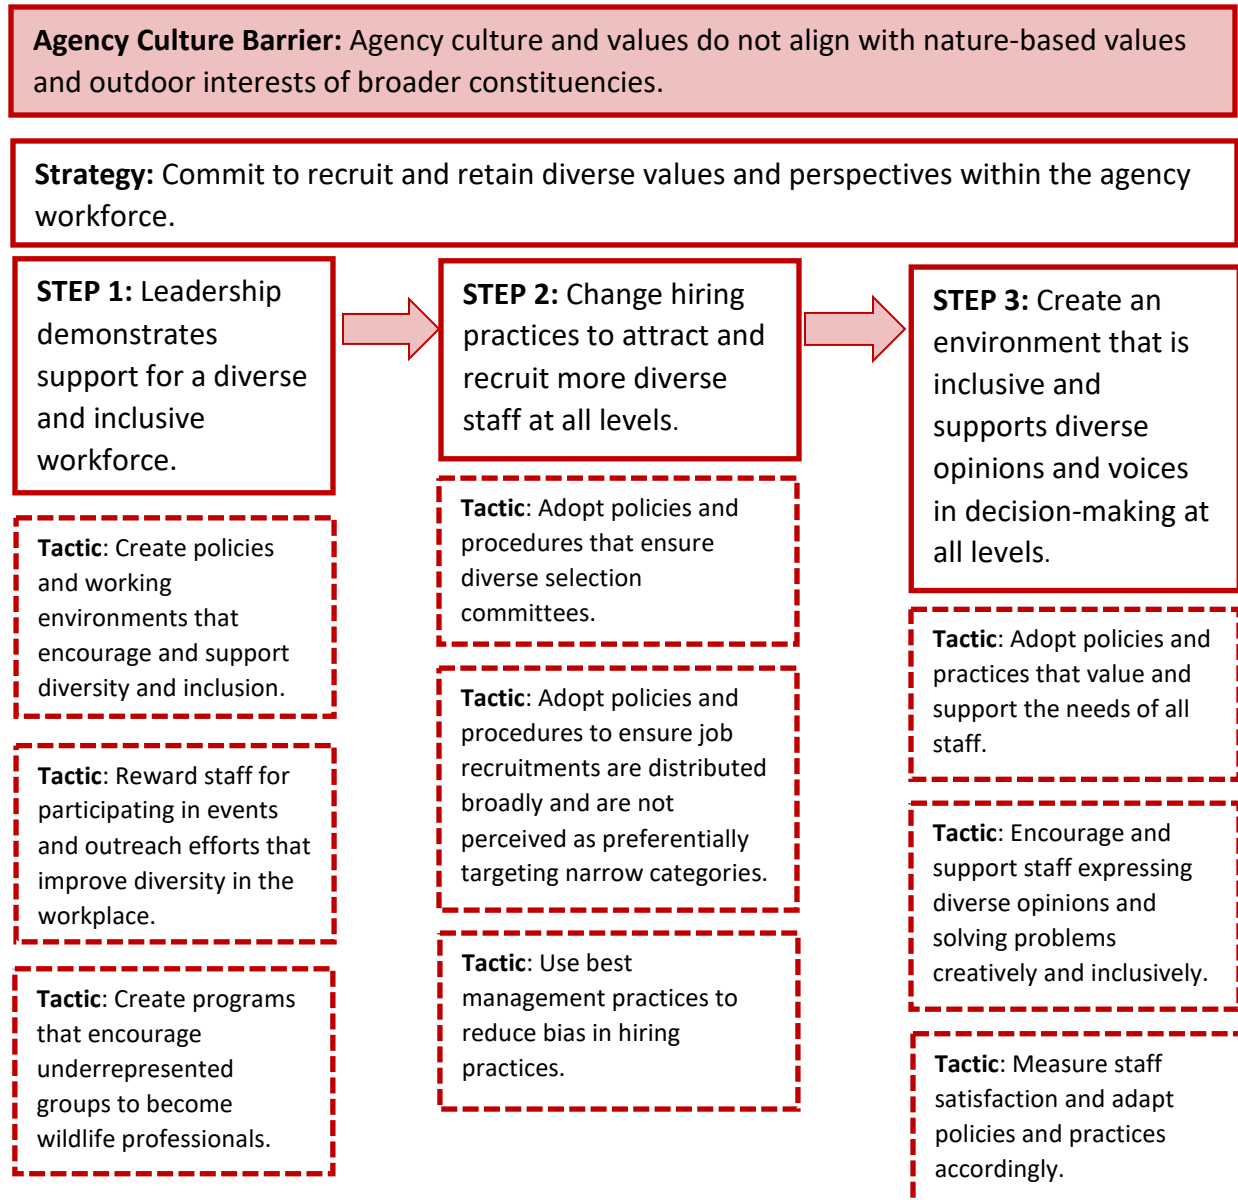 Agency Culture Barrier: Agency culture and values do not align with nature-based values
and outdoor interests of broader constituencies.
Strategy: Commit to recruit and retain diverse values and perspectives within the agency
workforce.
STEP 1: Leadership
demonstrates
support for a diverse
and inclusive
workforce.
Tactic: Create policies
and working
environments that
encourage and support
diversity and inclusion.
Tactic: Reward staff for
participating in events
and outreach efforts that
improve diversity in the
workplace.
Tactic: Create programs
that encourage
underrepresented
groups to become
wildlife professionals.
STEP 2: Change hiring
practices to attract and
recruit more diverse
staff at all levels.
Tactic: Adopt policies and
procedures that ensure
diverse selection
committees.
Tactic: Adopt policies and
procedures to ensure job
recruitments are distributed
broadly and are not
perceived as preferentially
targeting narrow categories.
Tactic: Use best
management practices to
reduce bias in hiring
practices.
STEP 3: Create an
environment that is
inclusive and
supports diverse
opinions and voices
in decision-making at
all levels.
Tactic: Adopt policies and
practices that value and
support the needs of all
staff.
Tactic: Encourage and
support staff expressing
diverse opinions and
solving problems
creatively and inclusively.
Tactic: Measure staff
satisfaction and adapt
policies and practices
accordingly.